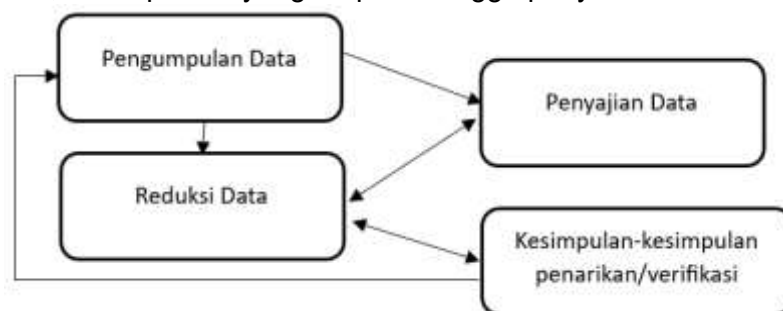 Pengumpulan Data
Penyajian Data
Reduksi Data
Kesimpulan-kesimpulan
penarikan/verifikasi